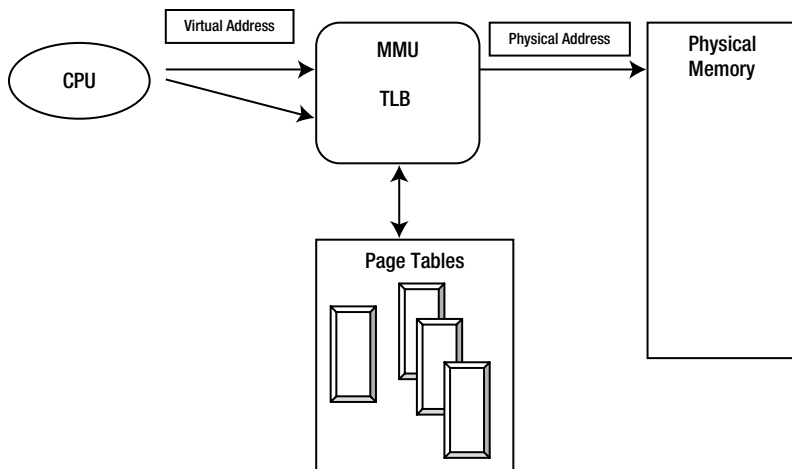 Virtual Address
CPU
MMU
TLB
Physical Address
Physical
Memory
Page Tables